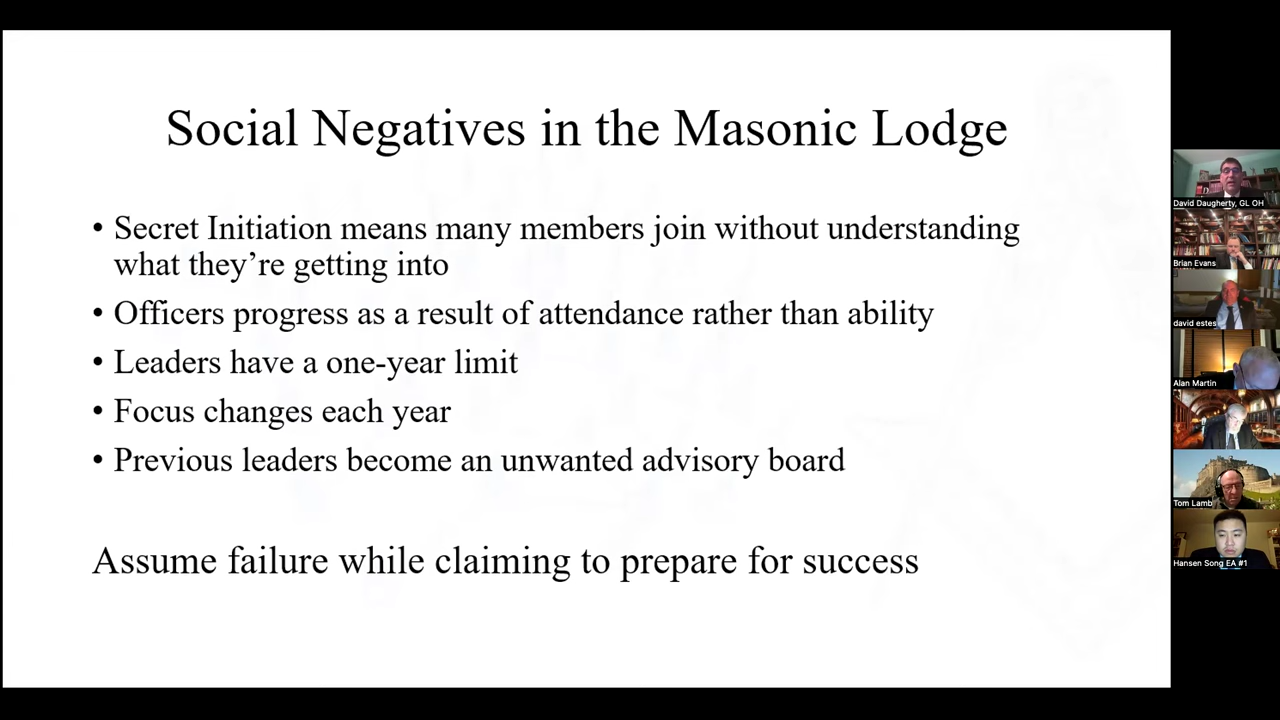 Social Negatives in the Masonic Lodge
• Secret Initiation means many members join without understanding
what they're getting into
• Officers progress as a result of attendance rather than ability
• Leaders have a one-year limit
• Focus changes each year
• Previous leaders become an unwanted advisory board
Assume failure while claiming to prepare for success
David Daugherty, GL OH
Brian Evans
david estes
Alan Martin
Tom Lamb
Hansen Song EA #1